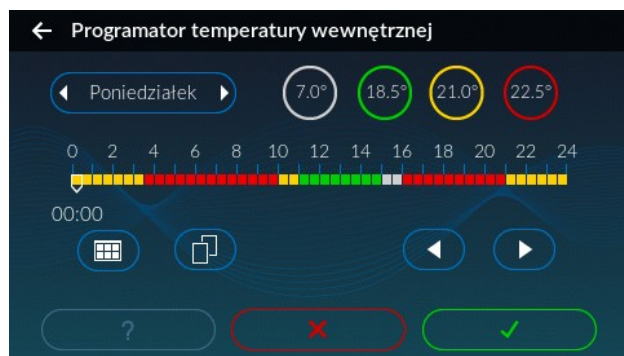 Programator temperatury wewnętrznej
Poniedziałek 7.0° 18.5° 21.0° 22.5°
0 2 4 6 8 10 12 14 16 18 20 22 24
00:00
?